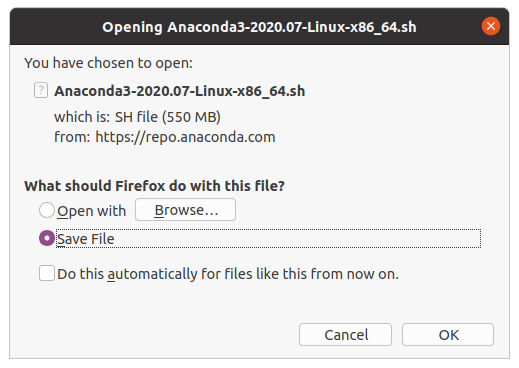 Opening Anaconda3-2020.07-Linux-x86_64.sh
You have chosen to open:
? Anaconda3-2020.07-Linux-x86_64.sh
which is: SH file (550 MB)
from: https://repo.anaconda.com
What should Firefox do with this file?
Open with Browse...
Save File
Do this automatically for files like this from now on.
Cancel OK